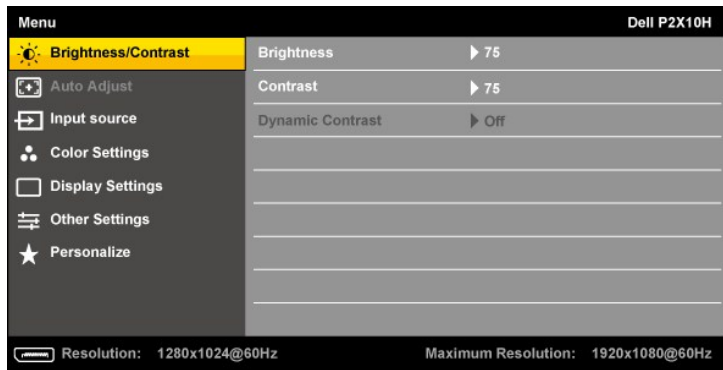 Menu Dell P2X10H
Brightness/Contrast Brightness 75
Auto Adjust Contrast 75
Input source Dynamic Contrast Off
Color Settings
Display Settings
Other Settings
Personalize
Resolution: 1280x1024@60Hz Maximum Resolution: 1920x1080@60Hz